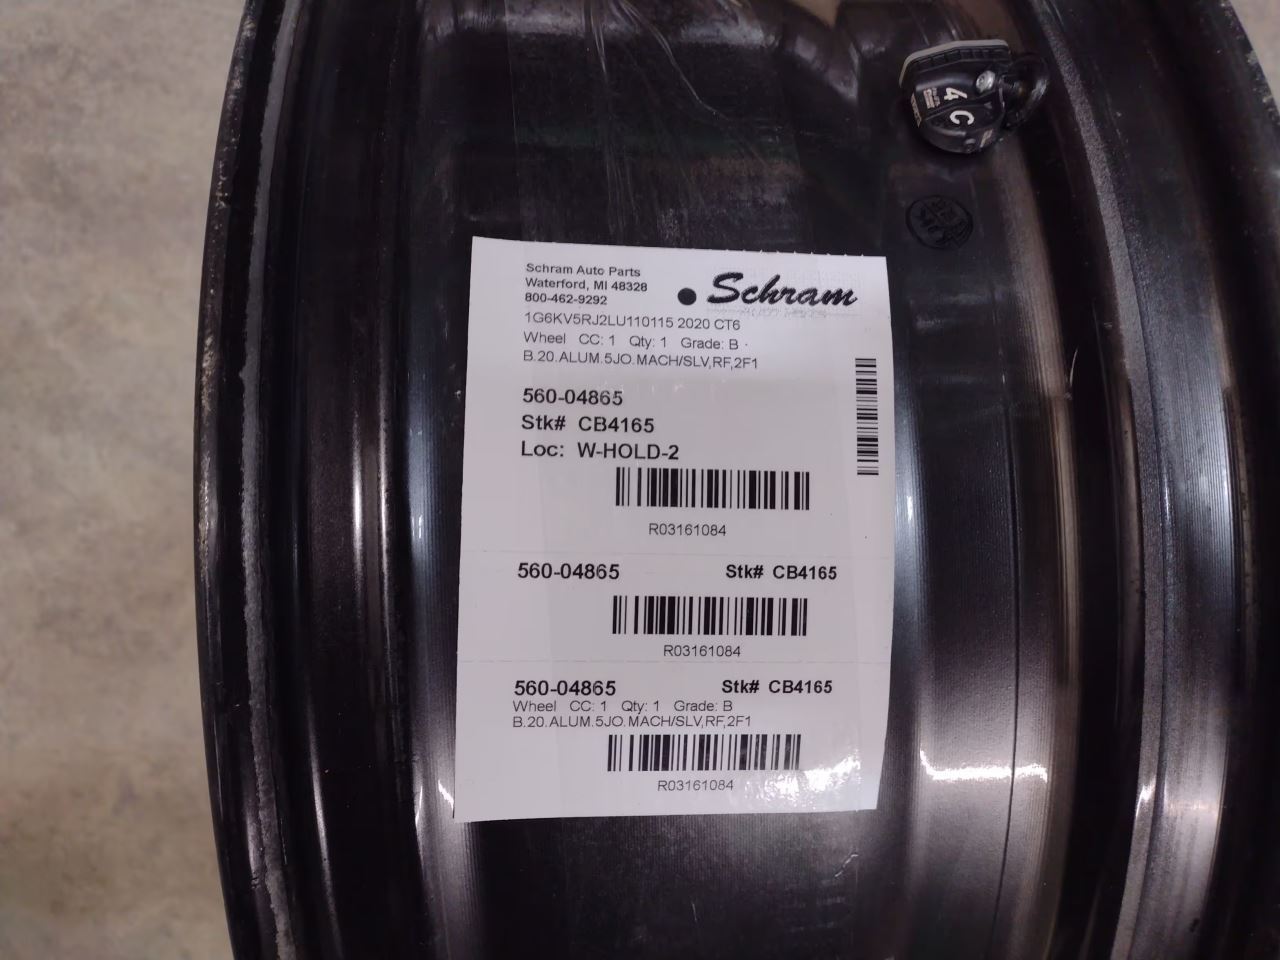 4C
Schram Auto Parts
Waterford, MI 48328
800-462-9292
Schram
1G6KV5RJ2LU110115 2020 CT6
Wheel CC: 1 Qty: 1 Grade: B
B.20.ALUM.5JO.MACH/SLV,RF,2F1
560-04865
Stk# CB4165
Loc: W-HOLD-2
R03161084
560-04865 Stk# CB4165
R03161084
560-04865 Stk# CB4165
Wheel CC: 1 Qty: 1 Grade: B
B.20.ALUM.5JO.MACH/SLV,RF,2F1
R03161084